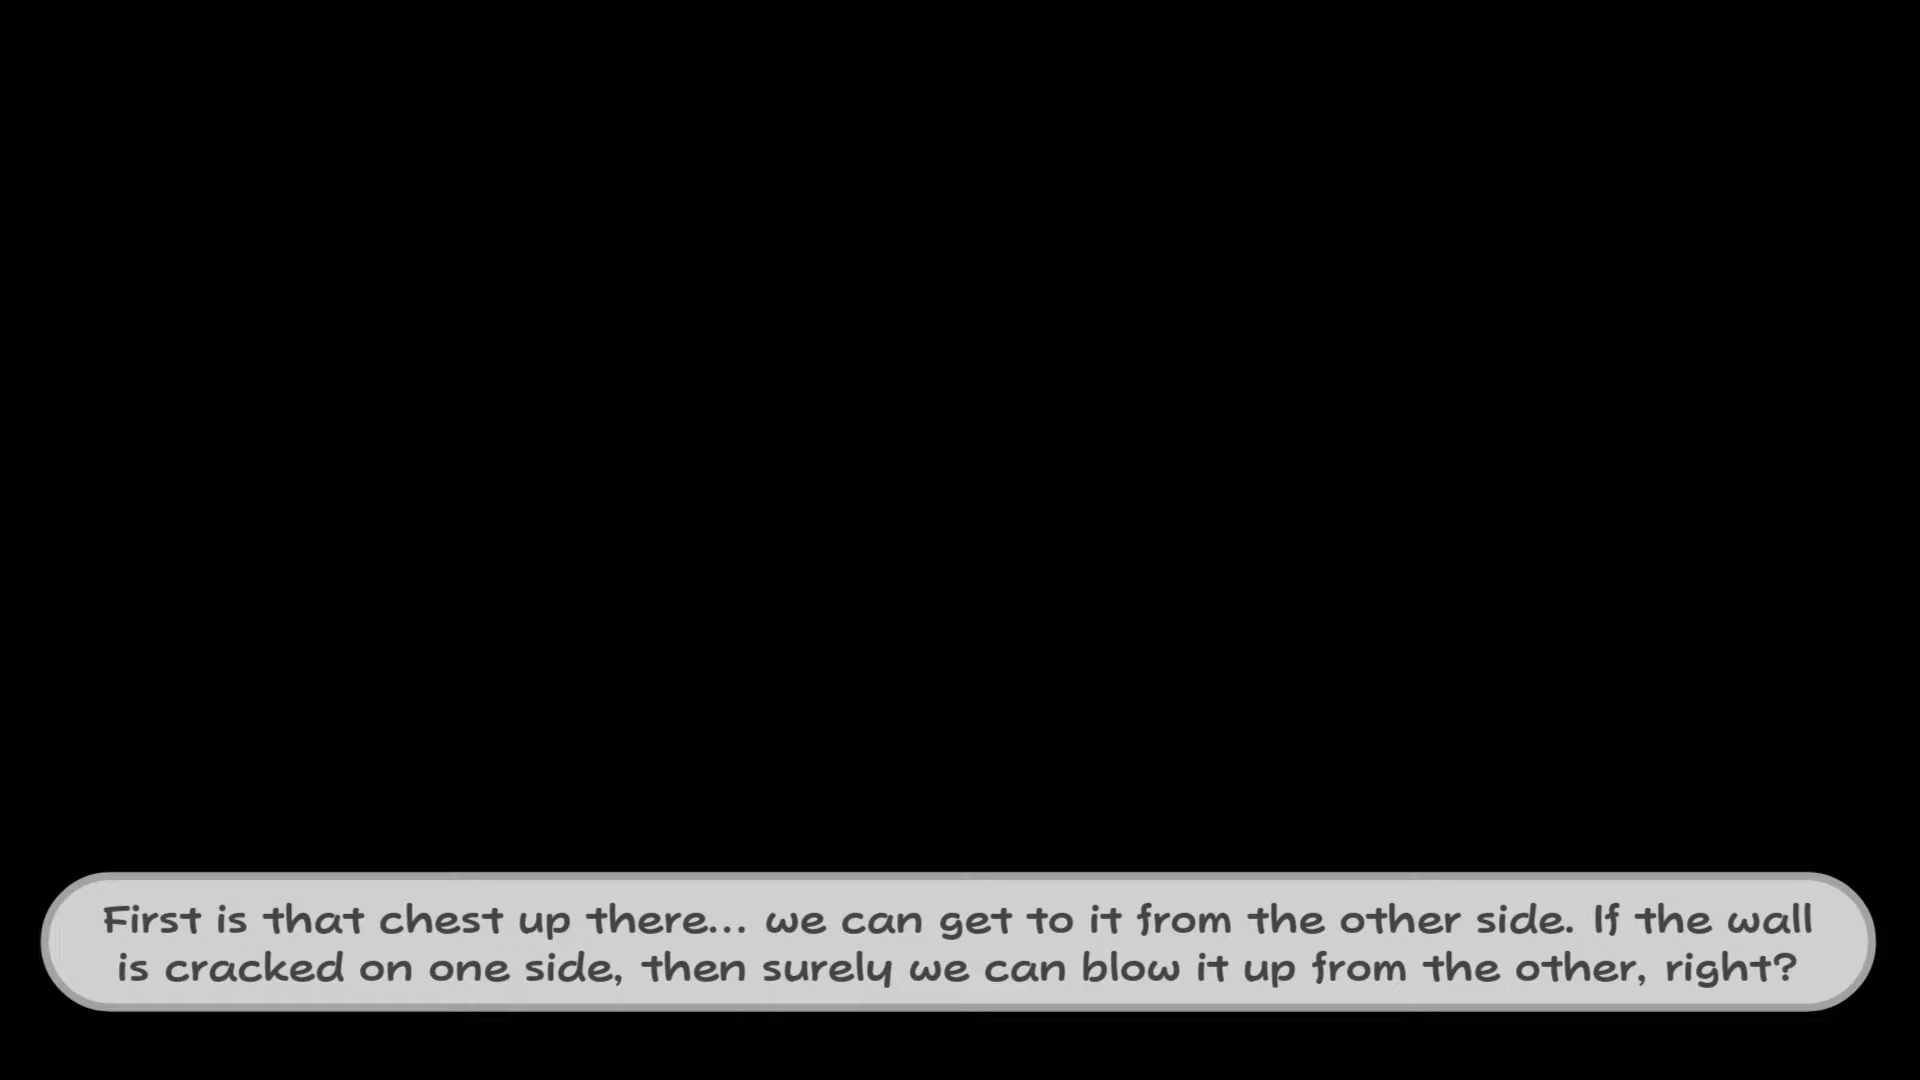 First is that chest up there... we can get to it from the other side. If the wall
is cracked on one side, then surely we can blow it up from the other, right?